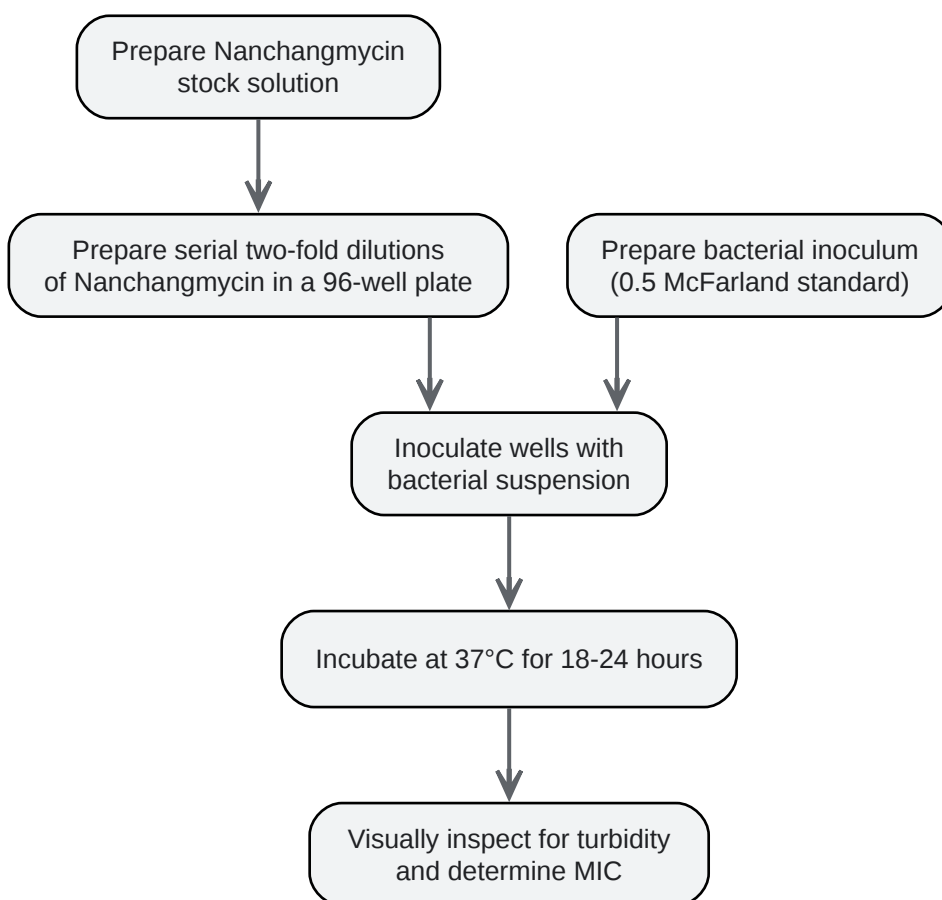 Prepare Nanchangmycin
stock solution
Prepare serial two-fold dilutions
of Nanchangmycin in a 96-well plate
Prepare bacterial inoculum
(0.5 McFarland standard)
Inoculate wells with
bacterial suspension
Incubate at 37°C for 18-24 hours
Visually inspect for turbidity
and determine MIC